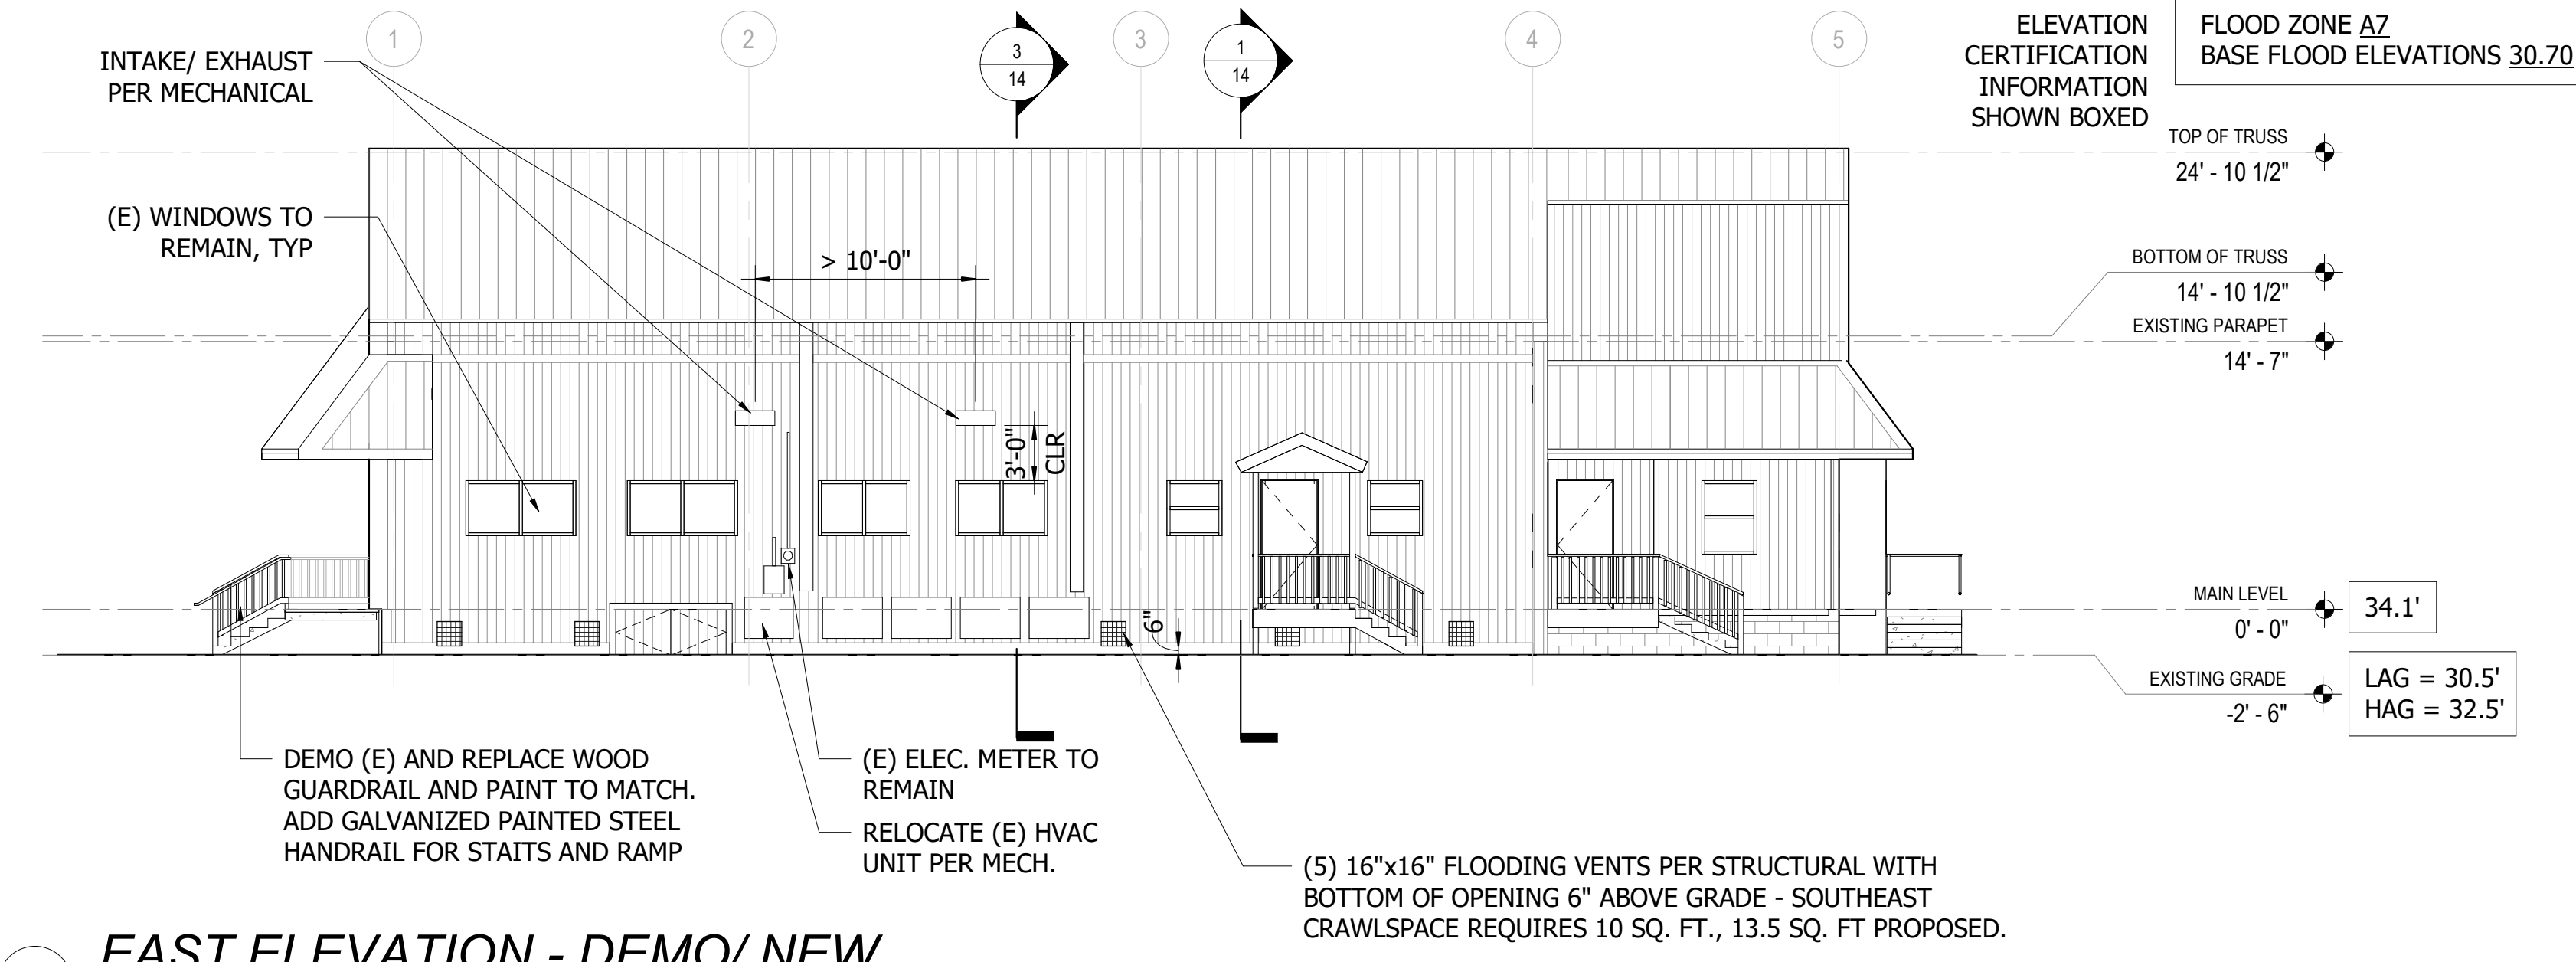 1
2
3
14
3
1
14
4
5
ELEVATION
CERTIFICATION
INFORMATION
SHOWN BOXED
FLOOD ZONE A7
BASE FLOOD ELEVATIONS 30.70
INTAKE/ EXHAUST
PER MECHANICAL
(E) WINDOWS TO
REMAIN, TYP
> 10'-0"
3'-0"
CLR
6"
TOP OF TRUSS
24' - 10 1/2"
BOTTOM OF TRUSS
14' - 10 1/2"
EXISTING PARAPET
14' - 7"
MAIN LEVEL
0' - 0"
34.1'
EXISTING GRADE
-2' - 6"
LAG = 30.5'
HAG = 32.5'
DEMO (E) AND REPLACE WOOD
GUARDRAIL AND PAINT TO MATCH.
ADD GALVANIZED PAINTED STEEL
HANDRAIL FOR STAITS AND RAMP
(E) ELEC. METER TO
REMAIN
RELOCATE (E) HVAC
UNIT PER MECH.
(5) 16"x16" FLOODING VENTS PER STRUCTURAL WITH
BOTTOM OF OPENING 6" ABOVE GRADE - SOUTHEAST
CRAWLSPACE REQUIRES 10 SQ. FT., 13.5 SQ. FT PROPOSED.
EAST ELEVATION - DEMO/ NEW